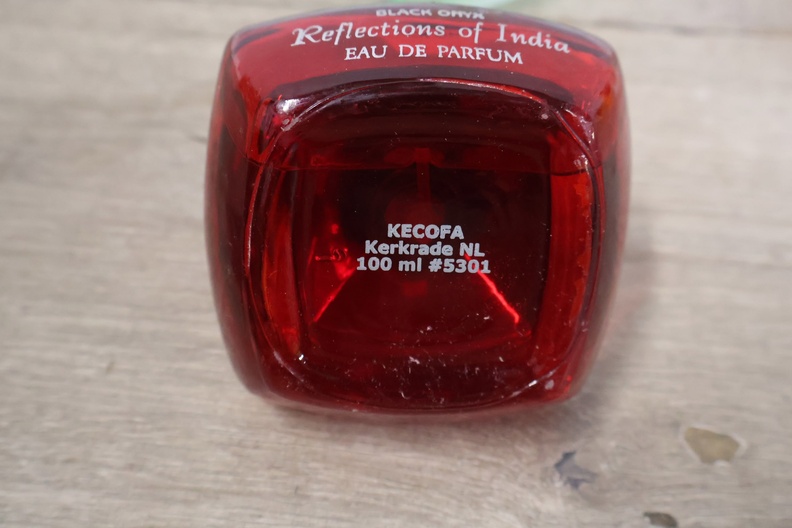 BLACK ONYX
Reflections of India
EAU DE PARFUM
KECOFA
Kerkrade NL
100 ml #5301